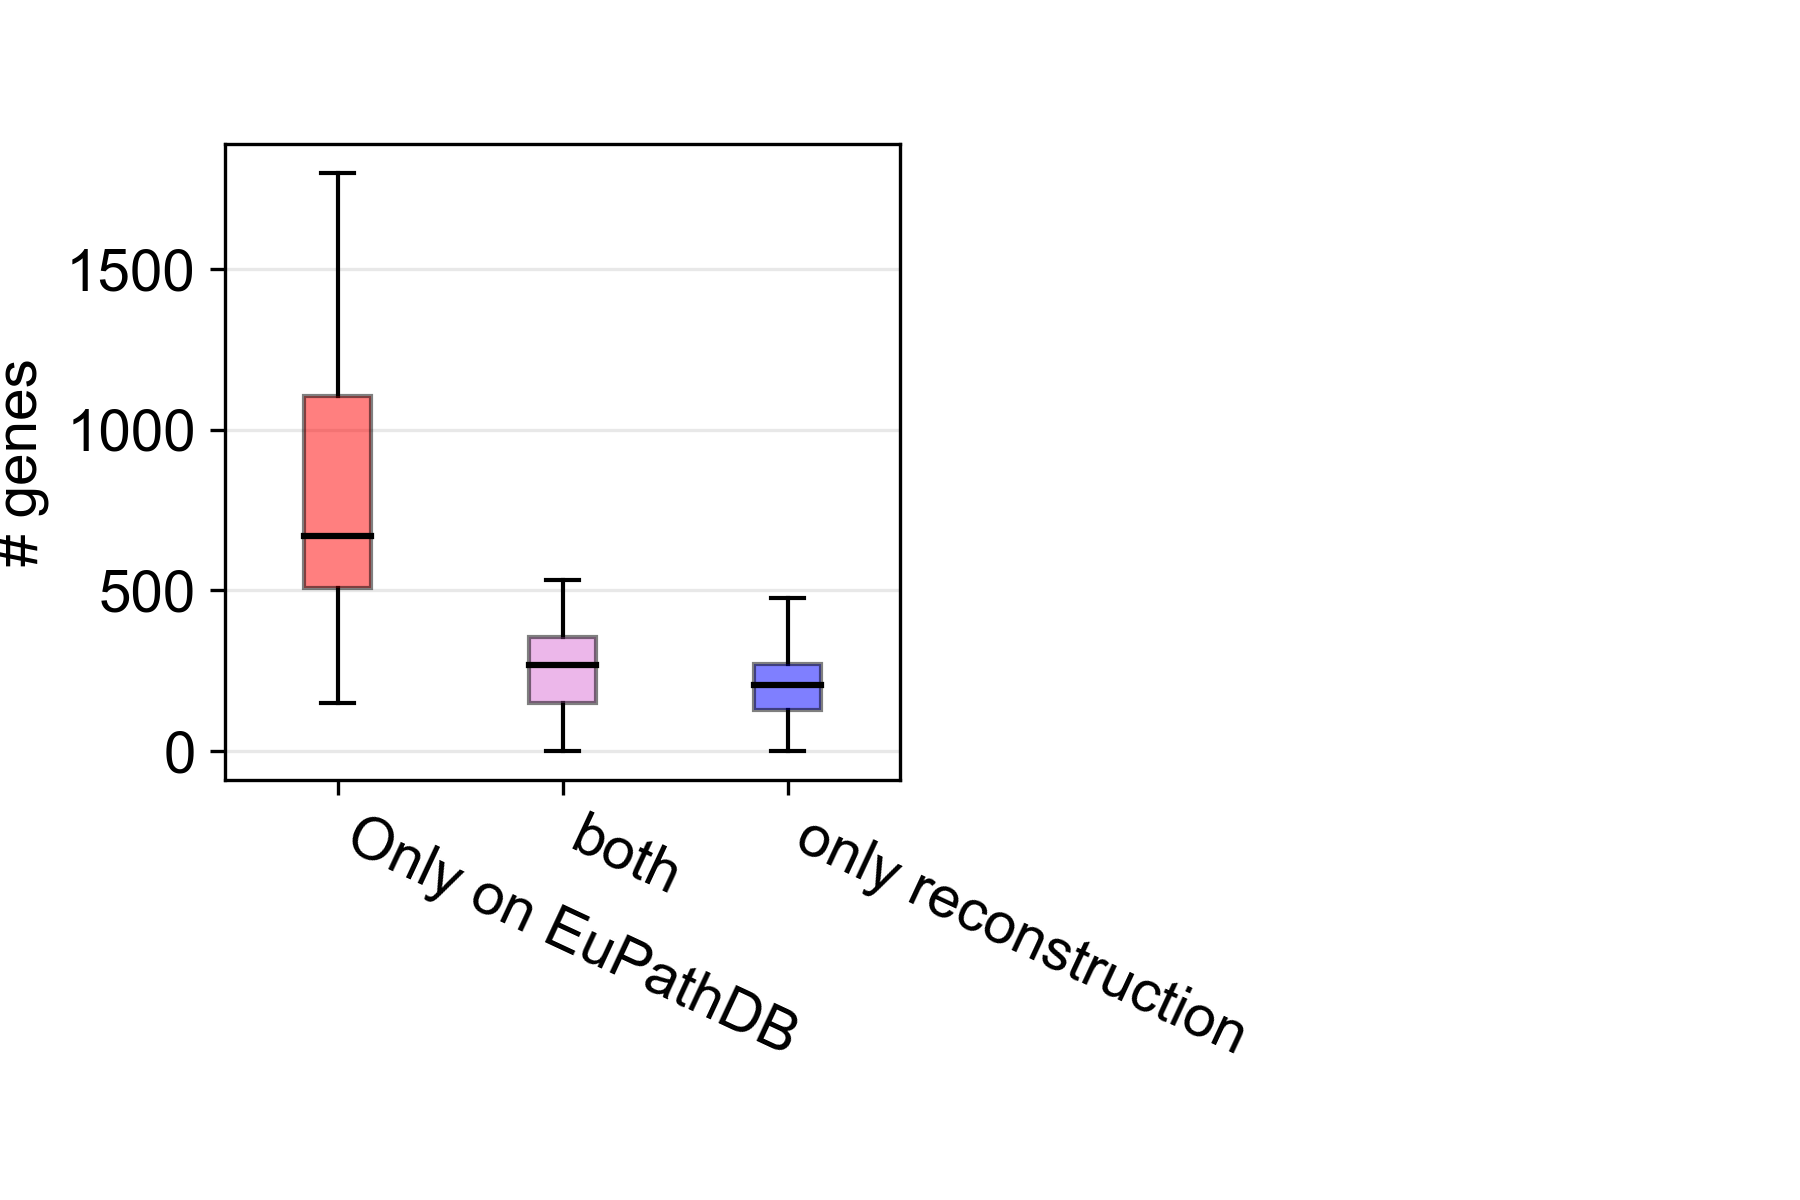 # genes
1500
1000
500
0
Only on EuPathDB
both
only reconstruction